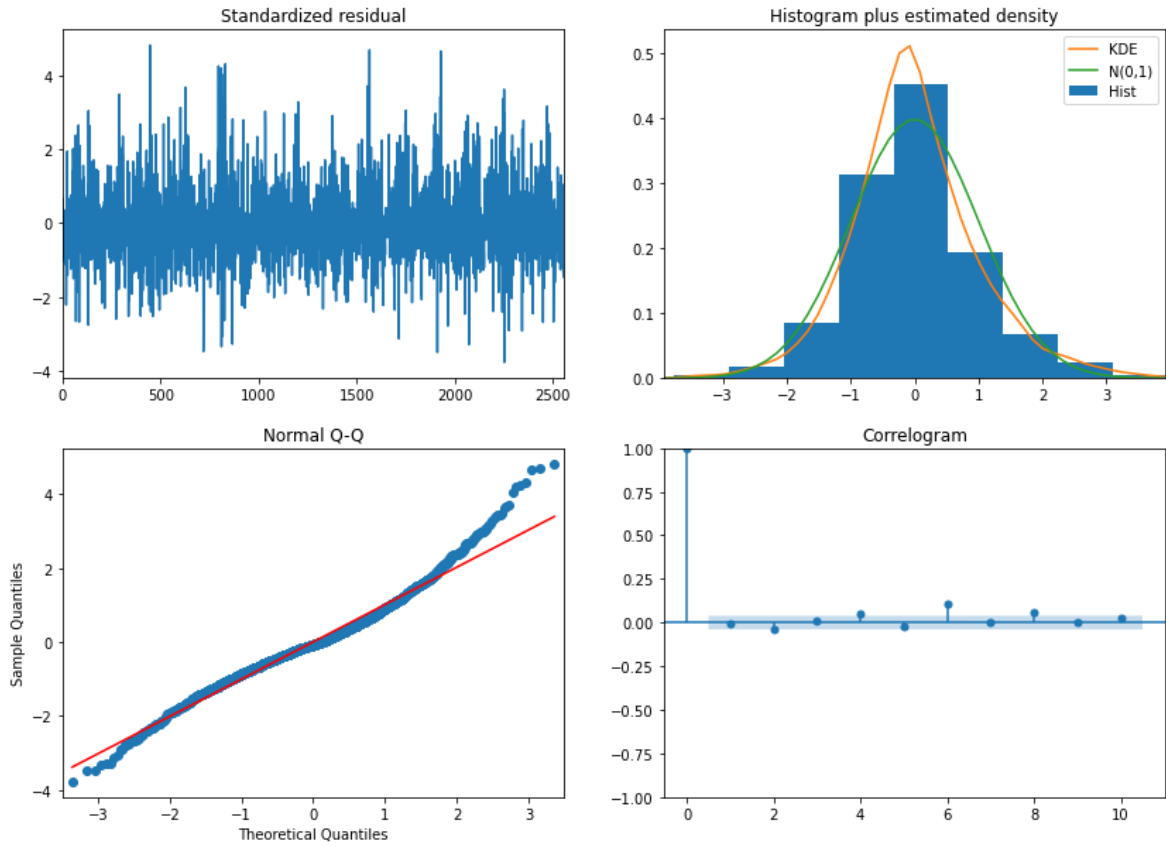 Standardized residual
4
2
0
−2
−4
0 500 1000 1500 2000 2500
Histogram plus estimated density
KDE
N(0,1)
Hist
0.5
0.4
0.3
0.2
0.1
0.0
−3 −2 −1 0 1 2 3
Normal Q-Q
Sample Quantiles
4
2
0
−2
−4
−3 −2 −1 0 1 2 3
Theoretical Quantiles
Correlogram
1.00
0.75
0.50
0.25
0.00
−0.25
−0.50
−0.75
−1.00
0 2 4 6 8 10